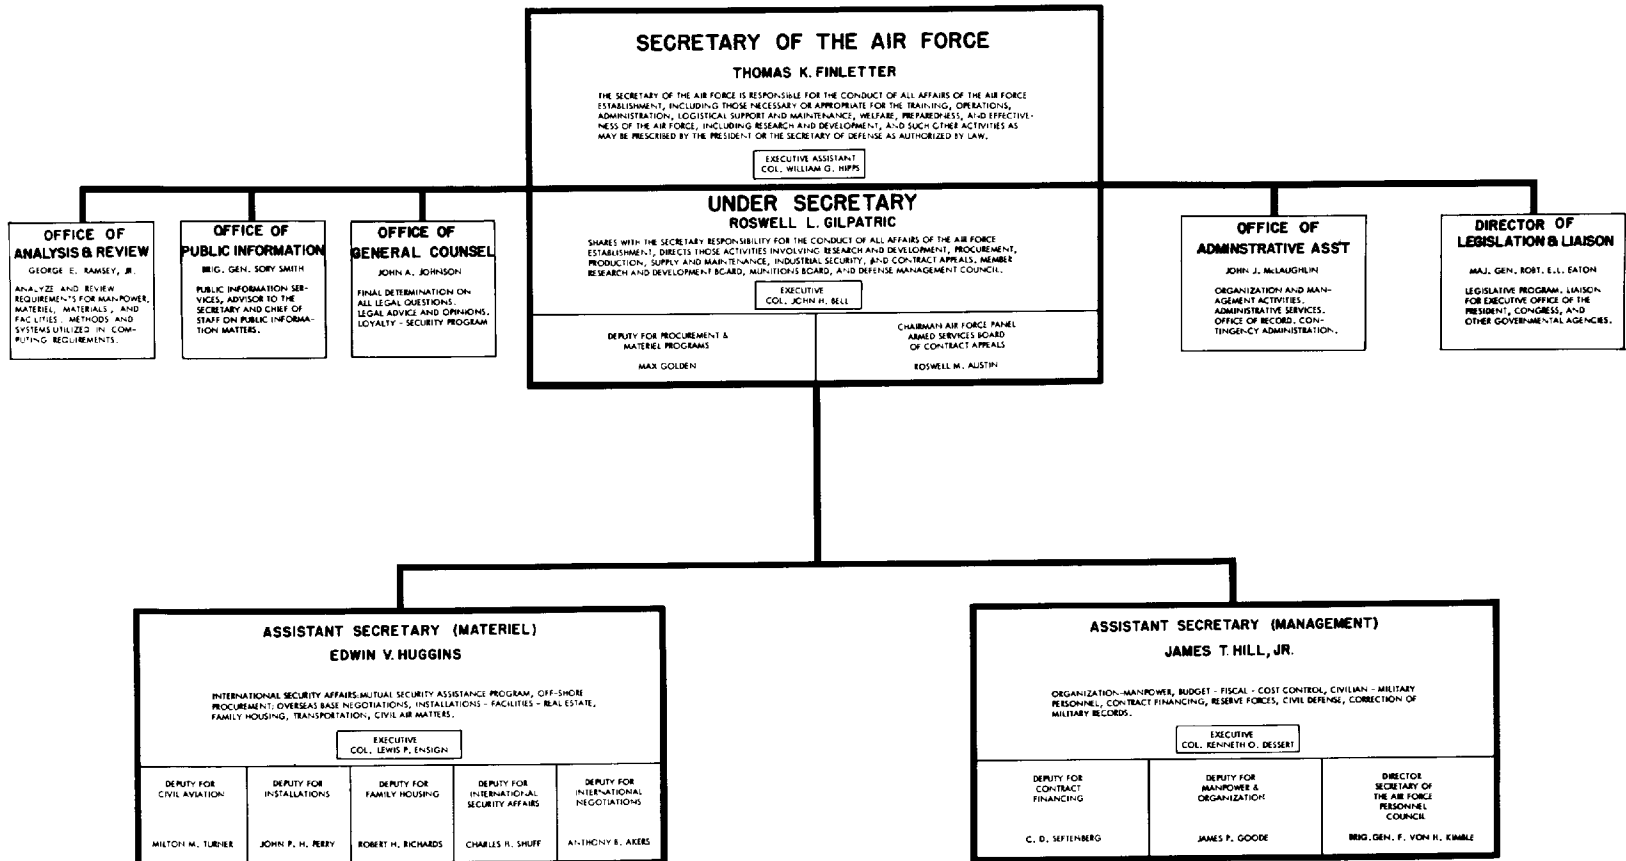 SECRETARY OF THE AIR FORCE
THOMAS K. FINLETTER
THE SECRETARY OF THE AIR FORCE IS RESPONSIBLE FOR THE CONDUCT OF ALL AFFAIRS OF THE AIR FORCE
ESTABLISHMENT, INCLUDING THOSE NECESSARY OR APPROPRIATE FOR THE TRAINING, OPERATIONS,
ADMINISTRATION, LOGISTICAL SUPPORT AND MAINTENANCE, WELFARE, PREPAREDNESS, AND EFFECTIVE-
NESS OF THE AIR FORCE, INCLUDING RESEARCH AND DEVELOPMENT, AND SUCH OTHER ACTIVITIES AS
MAY BE PRESCRIBED BY THE PRESIDENT OR THE SECRETARY OF DEFENSE AS AUTHORIZED BY LAW.
EXECUTIVE ASSISTANT
COL. WILLIAM G. HIPPS
UNDER SECRETARY
ROSWELL L. GILPATRIC
SHARES WITH THE SECRETARY RESPONSIBILITY FOR THE CONDUCT OF ALL AFFAIRS OF THE AIR FORCE
ESTABLISHMENT, DIRECTS THOSE ACTIVITIES INVOLVING RESEARCH AND DEVELOPMENT, PROCUREMENT,
PRODUCTION, SUPPLY AND MAINTENANCE, INDUSTRIAL SECURITY, AND CONTRACT APPEALS. MEMBER
RESEARCH AND DEVELOPMENT BOARD, MUNITIONS BOARD, AND DEFENSE MANAGEMENT COUNCIL.
EXECUTIVE
COL. JOHN H. BELL
DEPUTY FOR PROCUREMENT &
MATERIEL PROGRAMS
MAX GOLDEN
CHAIRMAN AIR FORCE PANEL
ARMED SERVICES BOARD
OF CONTRACT APPEALS
ROSWELL M. AUSTIN
OFFICE OF
ANALYSIS & REVIEW
GEORGE E. RAMSEY, JR.
ANALYZE AND REVIEW
REQUIREMENTS FOR MANPOWER,
MATERIEL, MATERIALS, AND
FACILITIES. METHODS AND
SYSTEMS UTILIZED IN COM-
PUTING REQUIREMENTS.
OFFICE OF
PUBLIC INFORMATION
BRIG. GEN. SORY SMITH
PUBLIC INFORMATION SER-
VICES, ADVISOR TO THE
SECRETARY AND CHIEF OF
STAFF ON PUBLIC INFORMA-
TION MATTERS.
OFFICE OF
GENERAL COUNSEL
JOHN A. JOHNSON
FINAL DETERMINATION ON
ALL LEGAL QUESTIONS.
LEGAL ADVICE AND OPINIONS.
LOYALTY - SECURITY PROGRAM
OFFICE OF
ADMINSTRATIVE ASS'T
JOHN J. McLAUGHLIN
ORGANIZATION AND MAN-
AGEMENT ACTIVITIES.
ADMINISTRATIVE SERVICES.
OFFICE OF RECORD. CON-
TINGENCY ADMINISTRATION.
DIRECTOR OF
LEGISLATION & LIAISON
MAJ. GEN. ROBT. E.L. EATON
LEGISLATIVE PROGRAM. LIAISON
FOR EXECUTIVE OFFICE OF THE
PRESIDENT, CONGRESS, AND
OTHER GOVERNMENTAL AGENCIES.
ASSISTANT SECRETARY (MATERIEL)
EDWIN V. HUGGINS
INTERNATIONAL SECURITY AFFAIRS:MUTUAL SECURITY ASSISTANCE PROGRAM, OFF-SHORE
PROCUREMENT: OVERSEAS BASE NEGOTIATIONS, INSTALLATIONS - FACILITIES - REAL ESTATE,
FAMILY HOUSING, TRANSPORTATION, CIVIL AIR MATTERS.
EXECUTIVE
COL. LEWIS P. ENSIGN
DEPUTY FOR
CIVIL AVIATION
MILTON M. TURNER
DEPUTY FOR
INSTALLATIONS
JOHN P. H. PERRY
DEPUTY FOR
FAMILY HOUSING
ROBERT H. RICHARDS
DEPUTY FOR
INTERNATIONAL
SECURITY AFFAIRS
CHARLES H. SHUFF
DEPUTY FOR
INTERNATIONAL
NEGOTIATIONS
ANTHONY B. AKERS
ASSISTANT SECRETARY (MANAGEMENT)
JAMES T. HILL, JR.
ORGANIZATION-MANPOWER, BUDGET - FISCAL - COST CONTROL, CIVILIAN - MILITARY
PERSONNEL, CONTRACT FINANCING, RESERVE FORCES, CIVIL DEFENSE, CORRECTION OF
MILITARY RECORDS.
EXECUTIVE
COL. KENNETH O. DESSERT
DEPUTY FOR
CONTRACT
FINANCING
C. D. SEFTENBERG
DEPUTY FOR
MANPOWER &
ORGANIZATION
JAMES P. GOODE
DIRECTOR
SECRETARY OF
THE AIR FORCE
PERSONNEL
COUNCIL
BRIG. GEN. F. VON H. KIMBLE